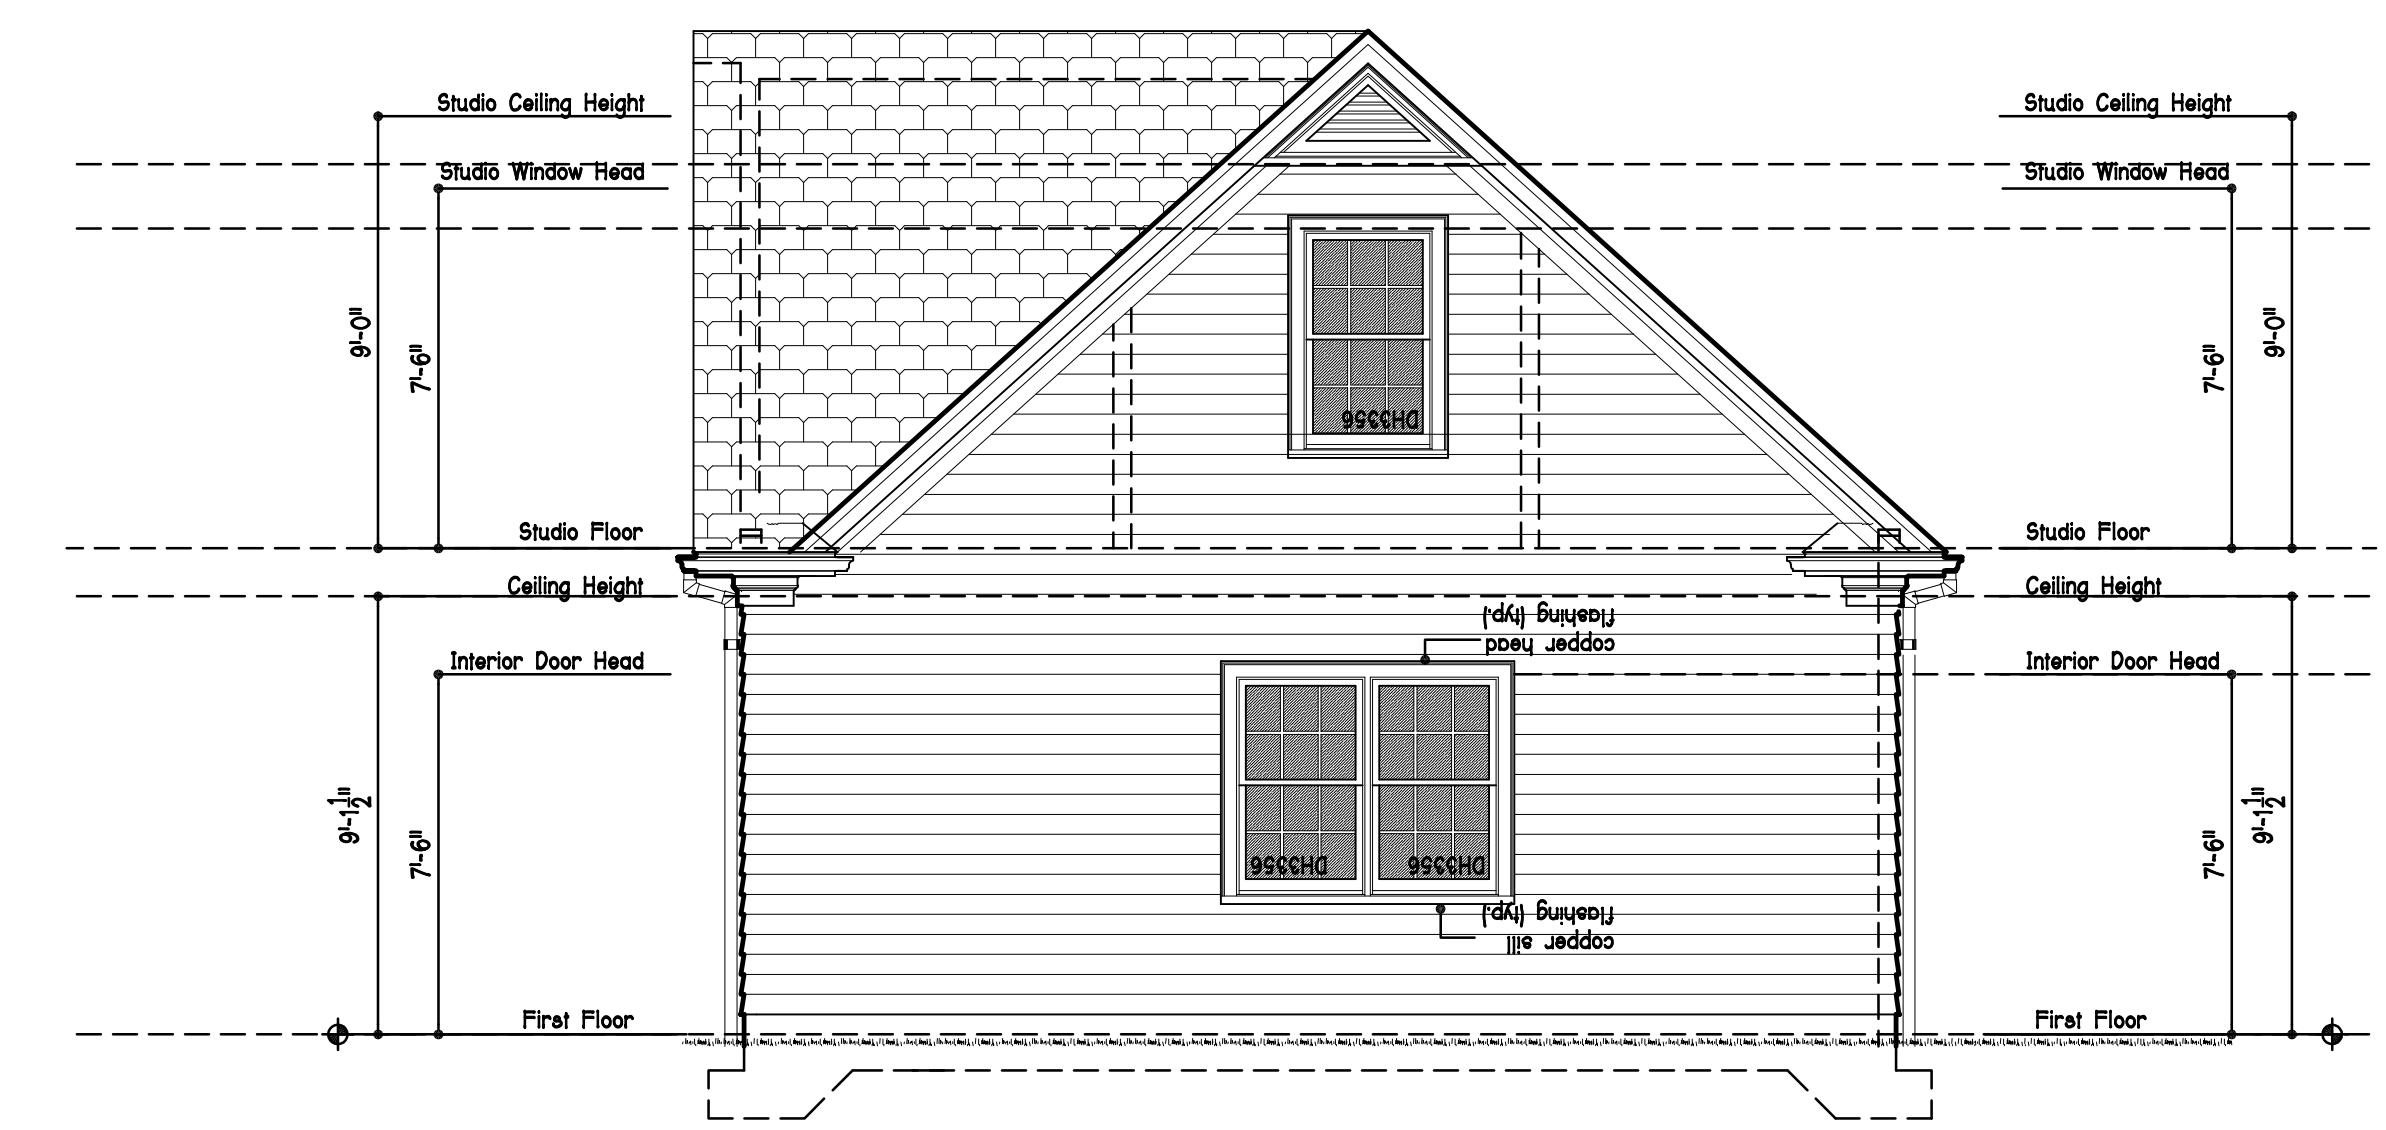 Studio Ceiling Height
Studio Ceiling Height
Studio Window Head
Studio Window Head
9'-0"
9'-0"
7'-6"
7'-6"
DH3356
Studio Floor
Studio Floor
Ceiling Height
Ceiling Height
copper head
flashing (typ.)
Interior Door Head
Interior Door Head
9'-1 1/2"
9'-1 1/2"
7'-6"
7'-6"
DH3356
DH3356
copper sill
flashing (typ.)
First Floor
First Floor